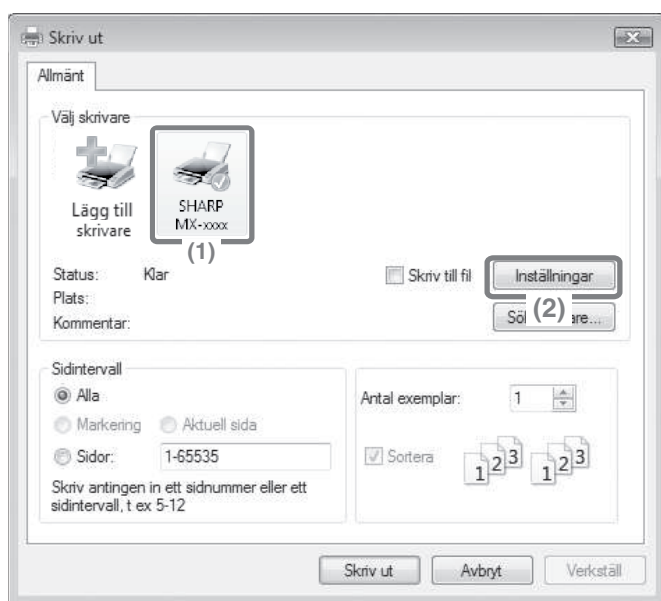 Skriv ut
Allmänt
Välj skrivare
Lägg till
skrivare
SHARP
MX-xxxx
(1)
Status: Klar
Skriv till fil
Inställningar
Plats:
(2)
Kommentar:
Sidintervall
Alla
Markering Aktuell sida
Sidor: 1-65535
Skriv antingen in ett sidnummer eller ett
sidintervall, t ex 5-12
Antal exemplar: 1
Sortera
1 2 3 1 2 3
Skriv ut Avbryt Verkställ